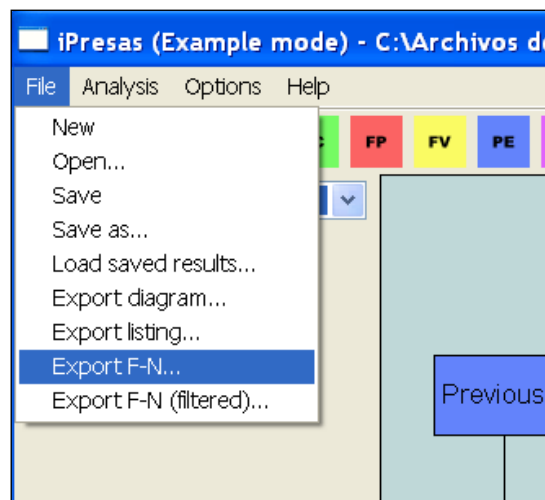 iPresas (Example mode) - C:\Archivos de
File Analysis Options Help
New
Open...
Save
Save as...
Load saved results...
Export diagram...
Export listing...
Export F-N...
Export F-N (filtered)...
FP FV PE
Previous